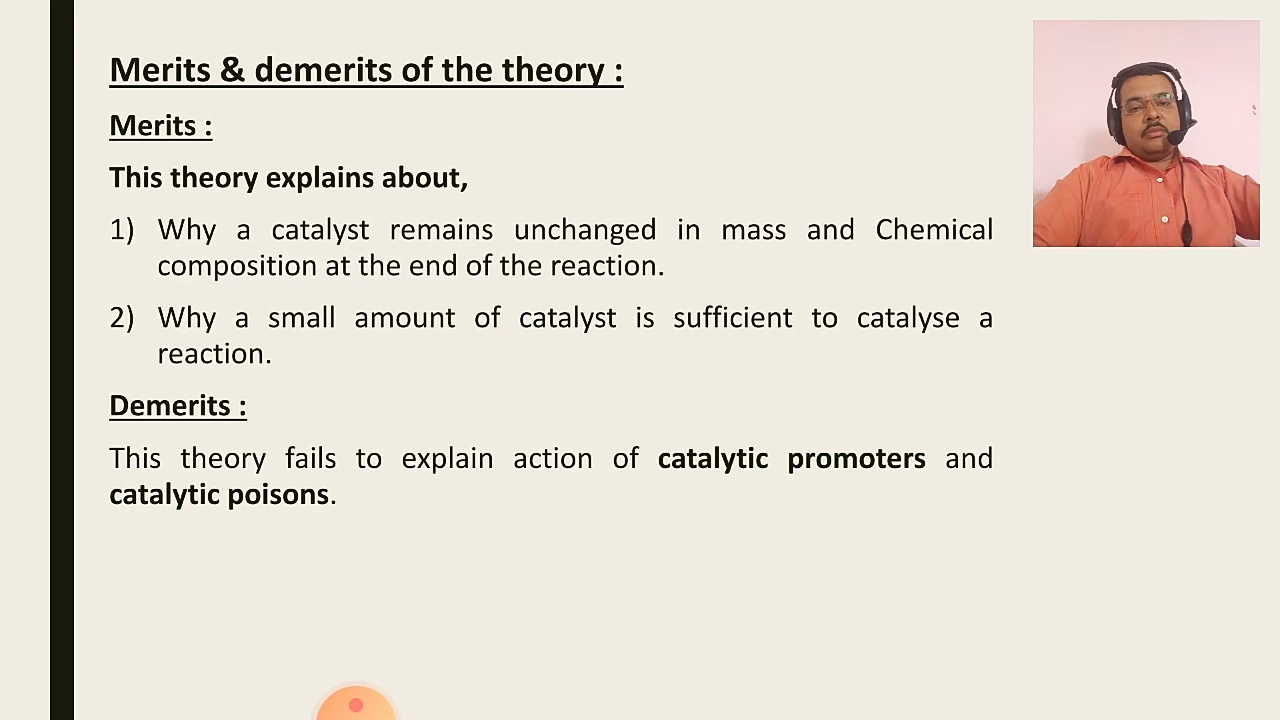 Merits & demerits of the theory :
Merits :
This theory explains about,
1) Why a catalyst remains unchanged in mass and Chemical
composition at the end of the reaction.
2) Why a small amount of catalyst is sufficient to catalyse a
reaction.
Demerits :
This theory fails to explain action of catalytic promoters and
catalytic poisons.